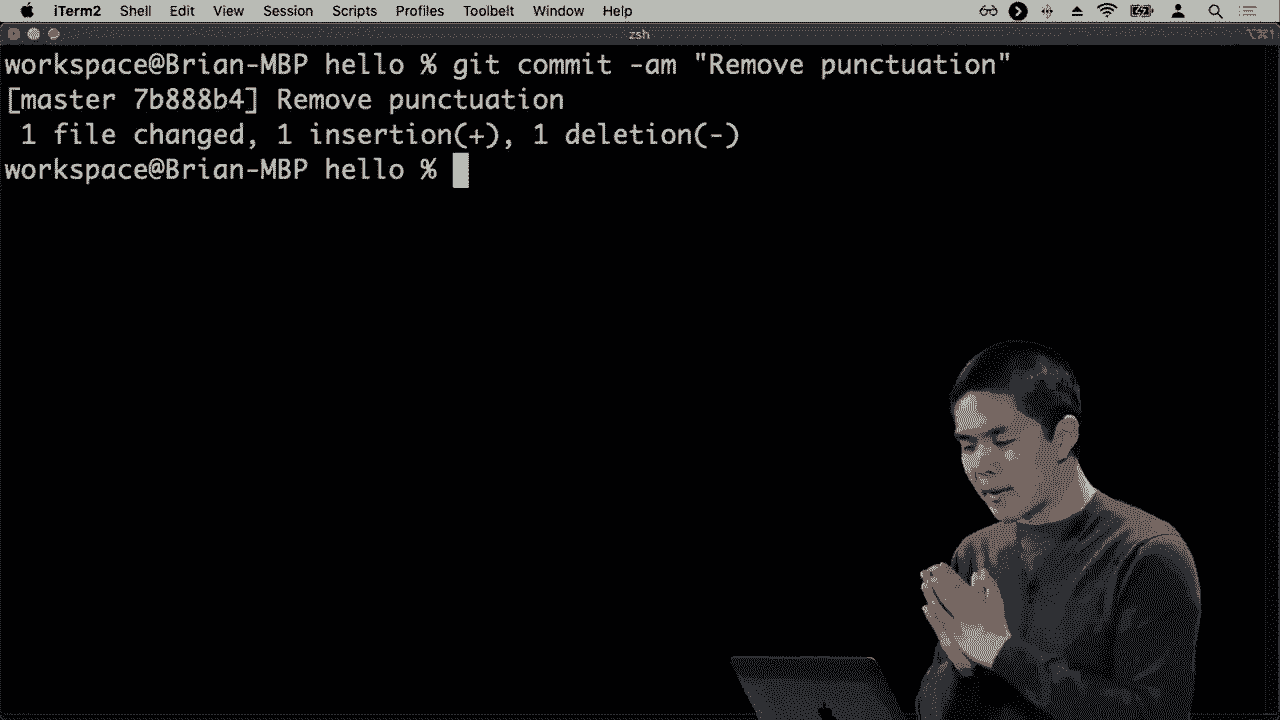 iTerm2 Shell Edit View Session Scripts Profiles Toolbelt Window Help
zsh
workspace@Brian-MBP hello % git commit -am "Remove punctuation"
[master 7b888b4] Remove punctuation
 1 file changed, 1 insertion(+), 1 deletion(-)
workspace@Brian-MBP hello %